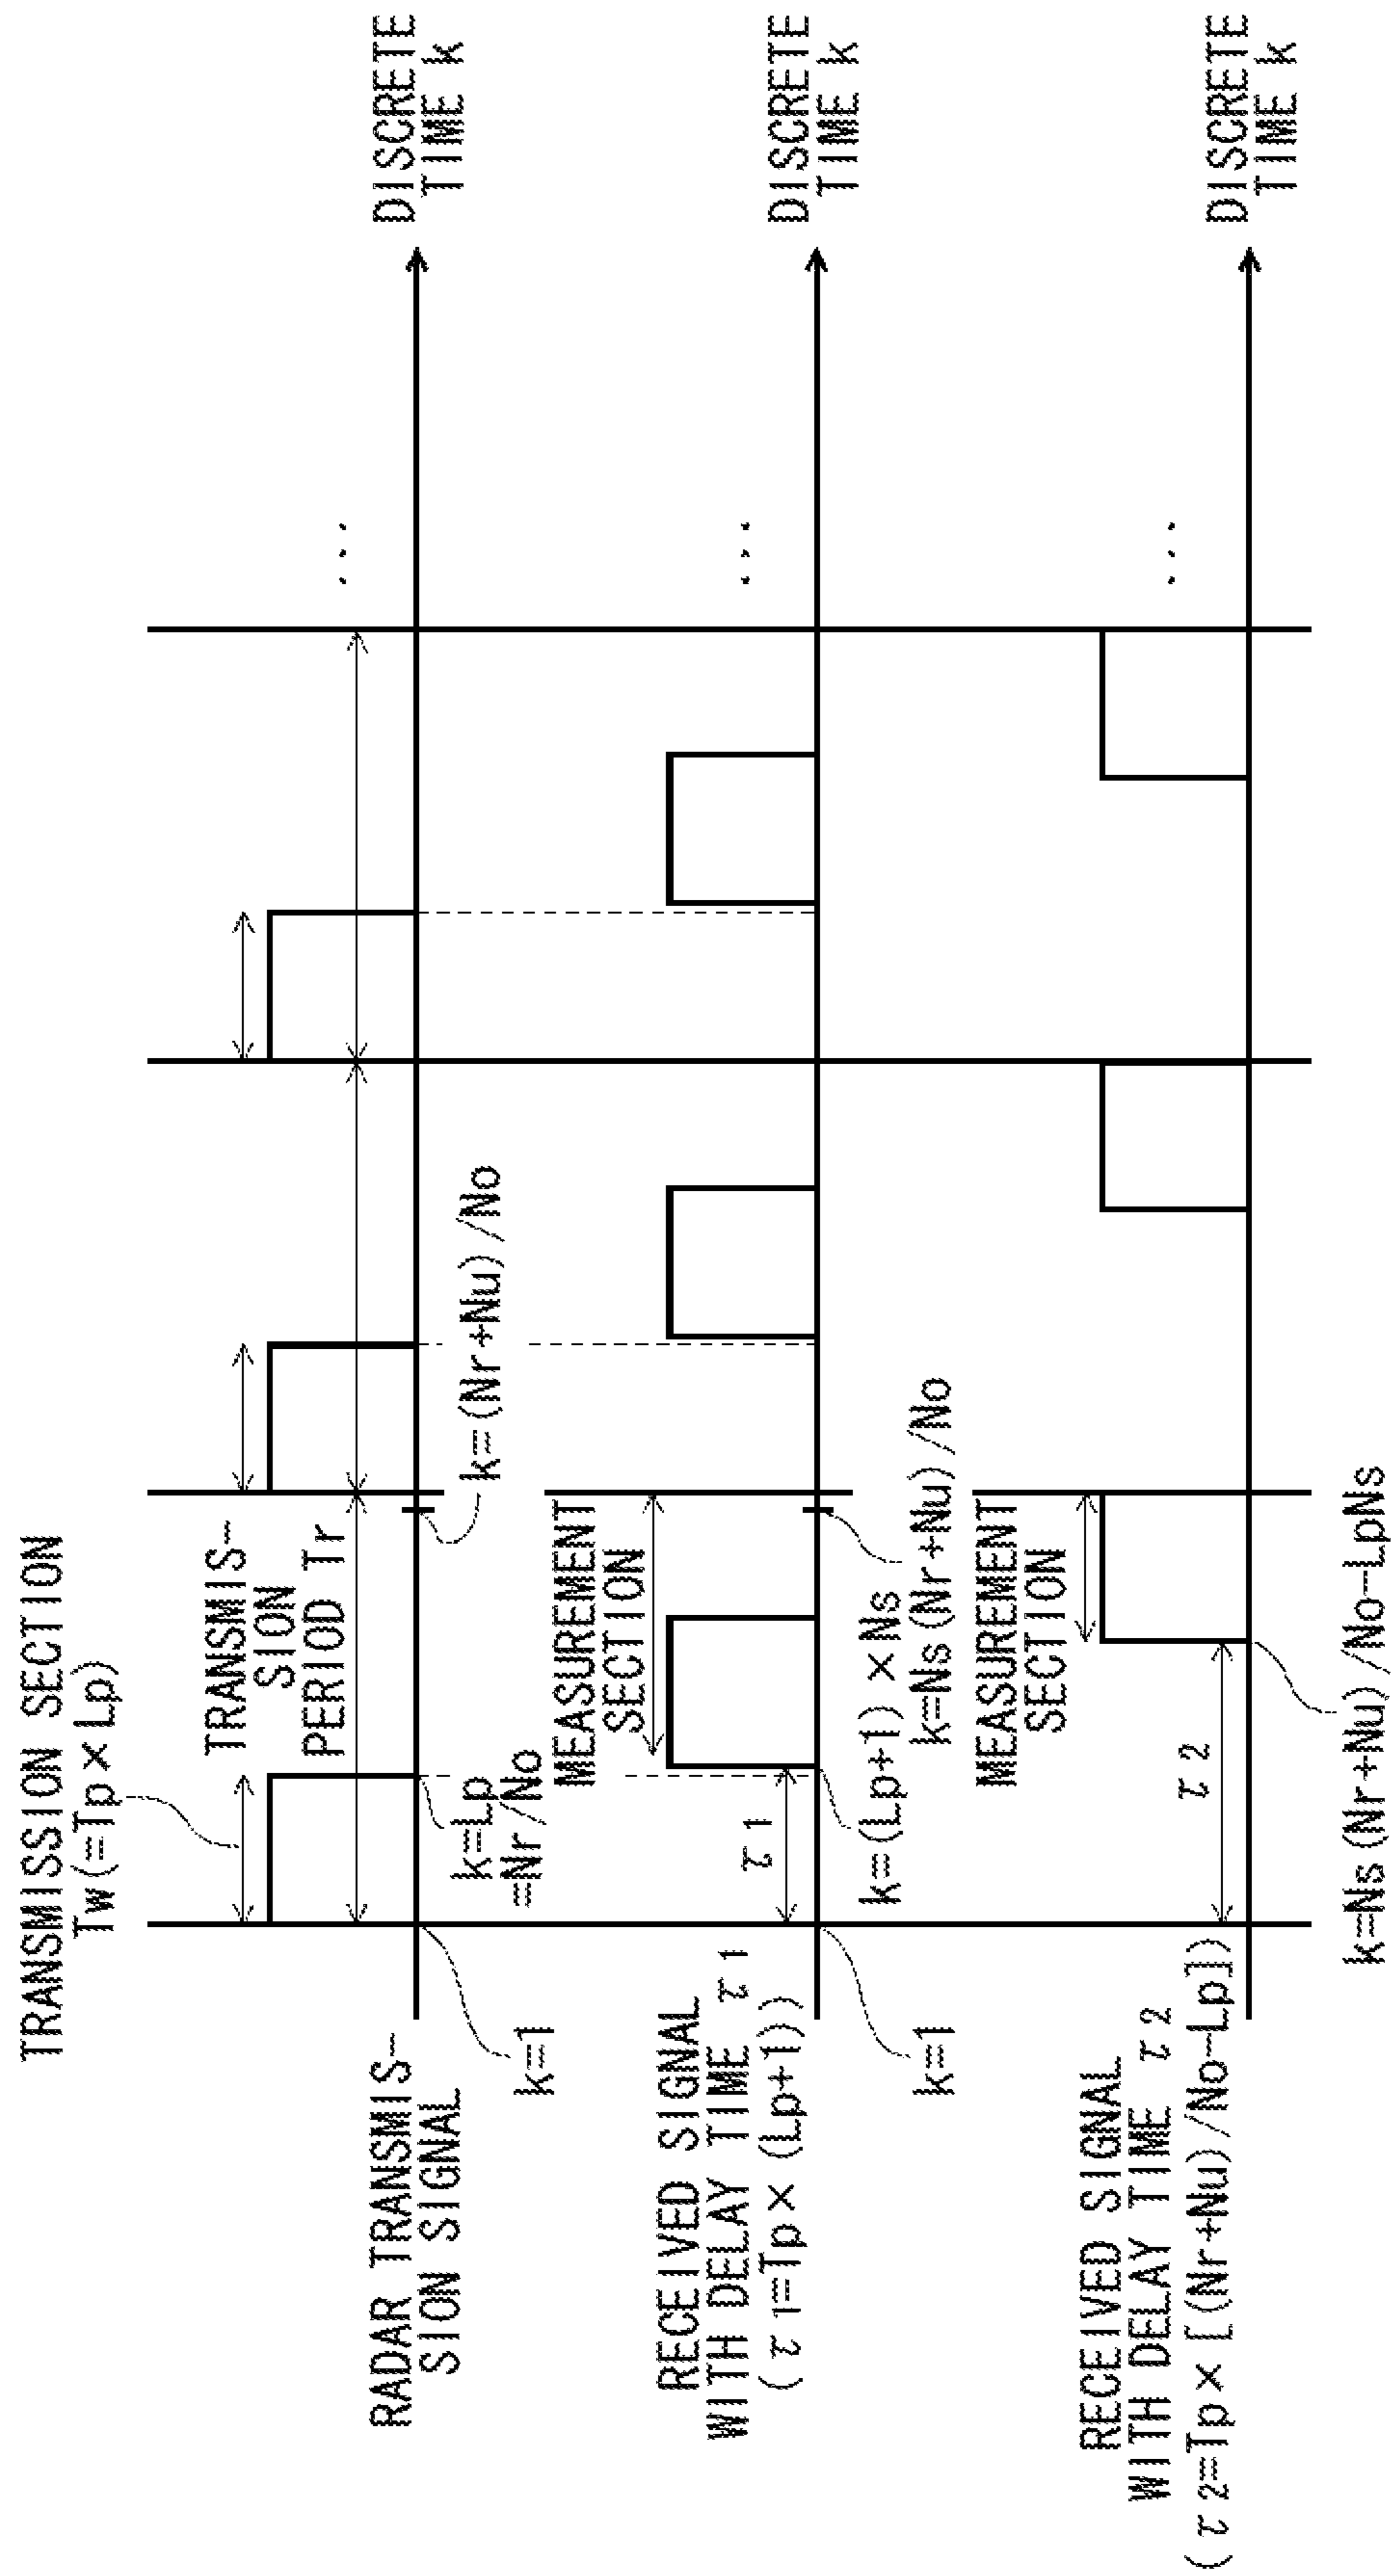 TRANSMISSION SECTION
Tw(=Tp×Lp)
TRANSMIS-
SION
PERIOD Tr
RADAR TRANSMIS-
SION SIGNAL
k=1
k=Lp
=Nr/No
k=(Nr+Nu)/No
DISCRETE
TIME k
...
MEASUREMENT
SECTION
RECEIVED SIGNAL
WITH DELAY TIME τ1
(τ1=Tp×(Lp+1))
τ1
k=1
k=(Lp+1)×Ns
k=Ns(Nr+Nu)/No
DISCRETE
TIME k
...
MEASUREMENT
SECTION
RECEIVED SIGNAL
WITH DELAY TIME τ2
(τ2=Tp×[(Nr+Nu)/No-Lp])
τ2
k=Ns(Nr+Nu)/No-LpNs
DISCRETE
TIME k
...